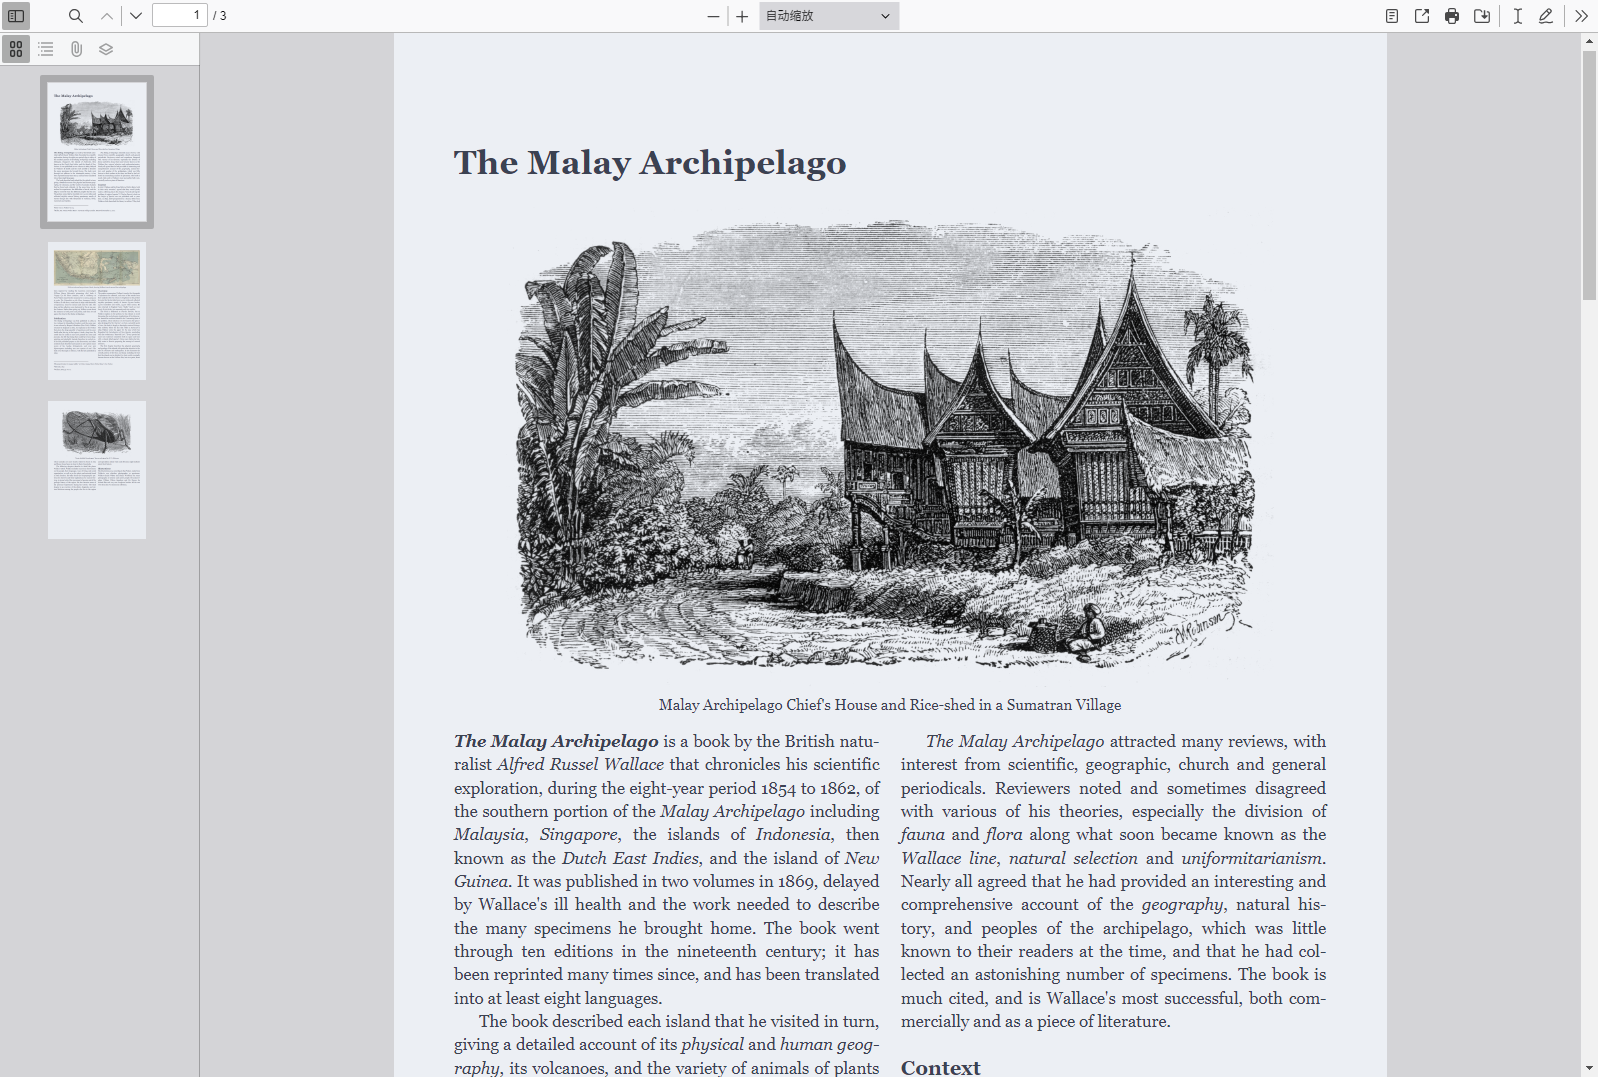 1
/ 3
自动缩放
The Malay Archipelago
Malay Archipelago Chief's House and Rice-shed in a Sumatran Village
The Malay Archipelago is a book by the British natu-
ralist Alfred Russel Wallace that chronicles his scientific
exploration, during the eight-year period 1854 to 1862, of
the southern portion of the Malay Archipelago including
Malaysia, Singapore, the islands of Indonesia, then
known as the Dutch East Indies, and the island of New
Guinea. It was published in two volumes in 1869, delayed
by Wallace's ill health and the work needed to describe
the many specimens he brought home. The book went
through ten editions in the nineteenth century; it has
been reprinted many times since, and has been translated
into at least eight languages.
The book described each island that he visited in turn,
giving a detailed account of its physical and human geog-
raphy, its volcanoes, and the variety of animals of plants
The Malay Archipelago attracted many reviews, with
interest from scientific, geographic, church and general
periodicals. Reviewers noted and sometimes disagreed
with various of his theories, especially the division of
fauna and flora along what soon became known as the
Wallace line, natural selection and uniformitarianism.
Nearly all agreed that he had provided an interesting and
comprehensive account of the geography, natural his-
tory, and peoples of the archipelago, which was little
known to their readers at the time, and that he had col-
lected an astonishing number of specimens. The book is
much cited, and is Wallace's most successful, both com-
mercially and as a piece of literature.
Context